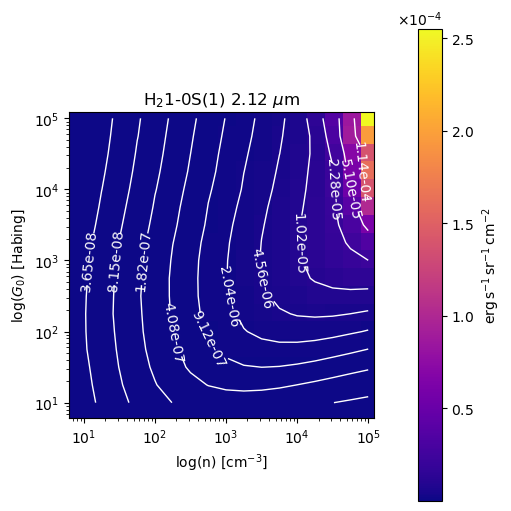 ×10⁻⁴
H₂1-0S(1) 2.12 μm
log(G₀) [Habing]
10⁵
10⁴
10³
10²
10¹
3.65e-08
8.15e-08
1.82e-07
4.08e-07
9.12e-07
2.04e-06
4.56e-06
1.02e-05
2.28e-05
5.10e-05
1.14e-04
10¹ 10² 10³ 10⁴ 10⁵
log(n) [cm⁻³]
2.5
2.0
1.5
1.0
0.5
erg s⁻¹ sr⁻¹ cm⁻²